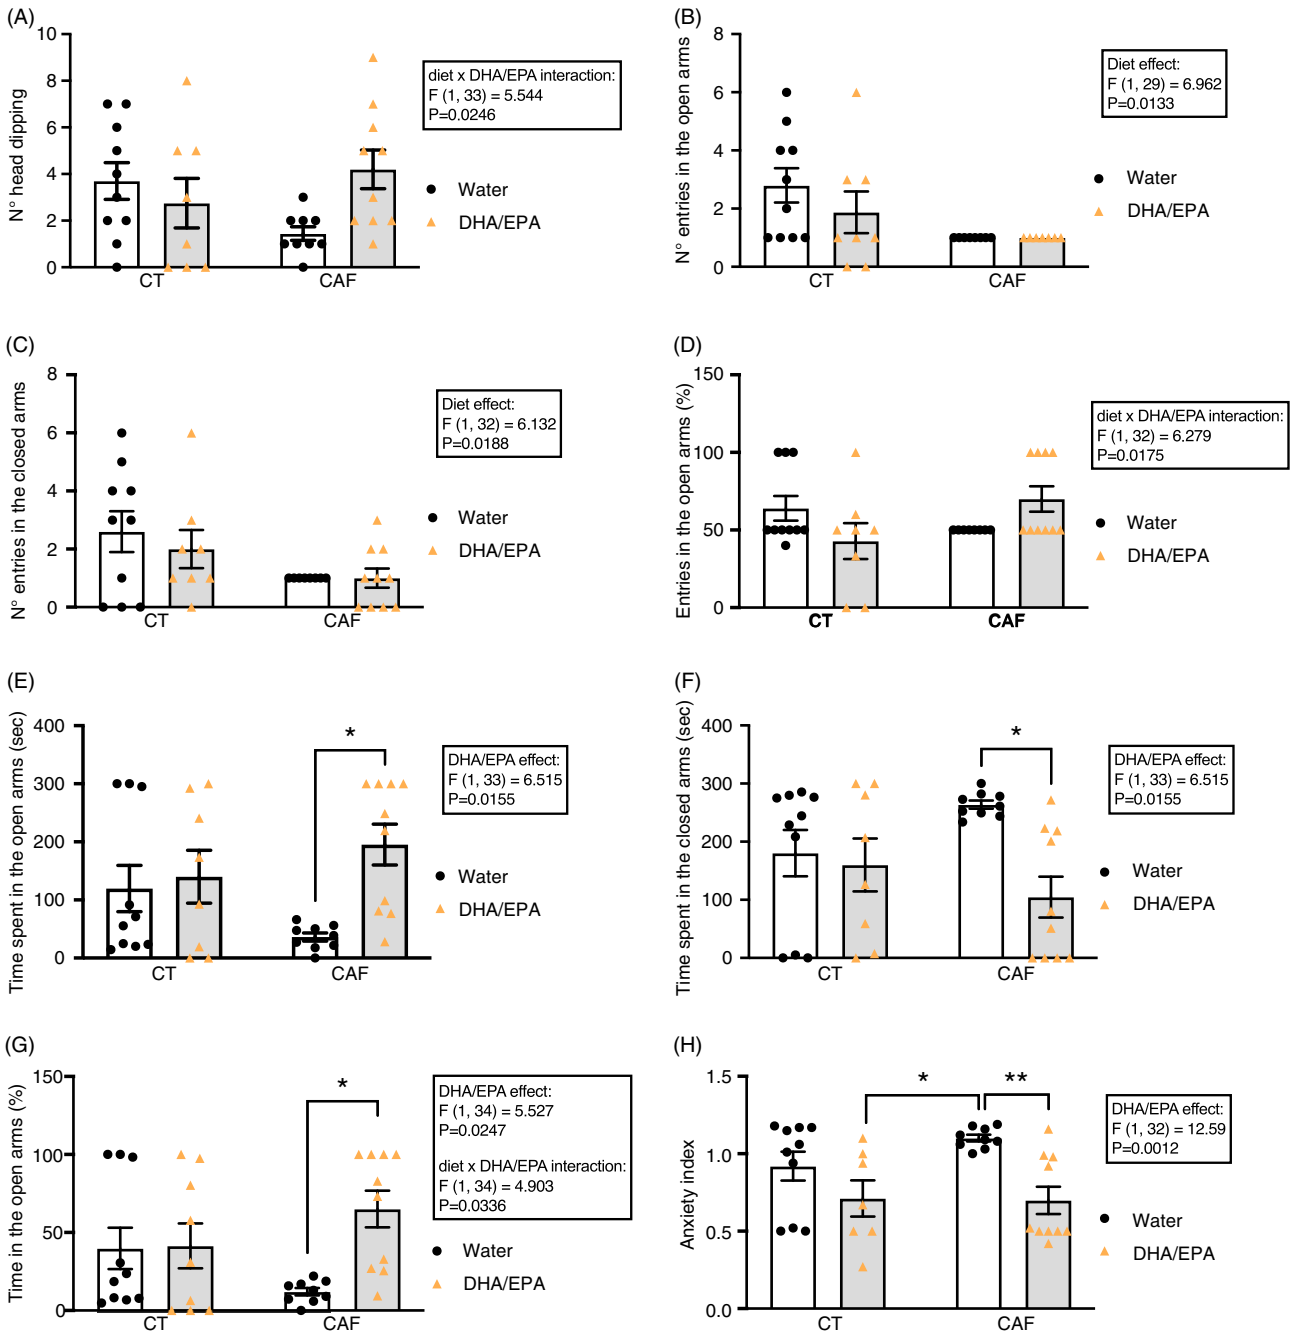 (A)
N° head dipping
10
8
6
4
2
0
CT
CAF
diet x DHA/EPA interaction:
F (1, 33) = 5.544
P=0.0246
Water
DHA/EPA
(B)
N° entries in the open arms
8
6
4
2
0
CT
CAF
Diet effect:
F (1, 29) = 6.962
P=0.0133
Water
DHA/EPA
(C)
N° entries in the closed arms
8
6
4
2
0
CT
CAF
Diet effect:
F (1, 32) = 6.132
P=0.0188
Water
DHA/EPA
(D)
Entries in the open arms (%)
150
100
50
0
CT
CAF
diet x DHA/EPA interaction:
F (1, 32) = 6.279
P=0.0175
Water
DHA/EPA
(E)
Time spent in the open arms (sec)
400
300
200
100
0
CT
CAF
*
DHA/EPA effect:
F (1, 33) = 6.515
P=0.0155
Water
DHA/EPA
(F)
Time spent in the closed arms (sec)
400
300
200
100
0
CT
CAF
*
DHA/EPA effect:
F (1, 33) = 6.515
P=0.0155
Water
DHA/EPA
(G)
Time in the open arms (%)
150
100
50
0
CT
CAF
*
DHA/EPA effect:
F (1, 34) = 5.527
P=0.0247
diet x DHA/EPA interaction:
F (1, 34) = 4.903
P=0.0336
Water
DHA/EPA
(H)
Anxiety index
1.5
1.0
0.5
0.0
CT
CAF
*
**
DHA/EPA effect:
F (1, 32) = 12.59
P=0.0012
Water
DHA/EPA